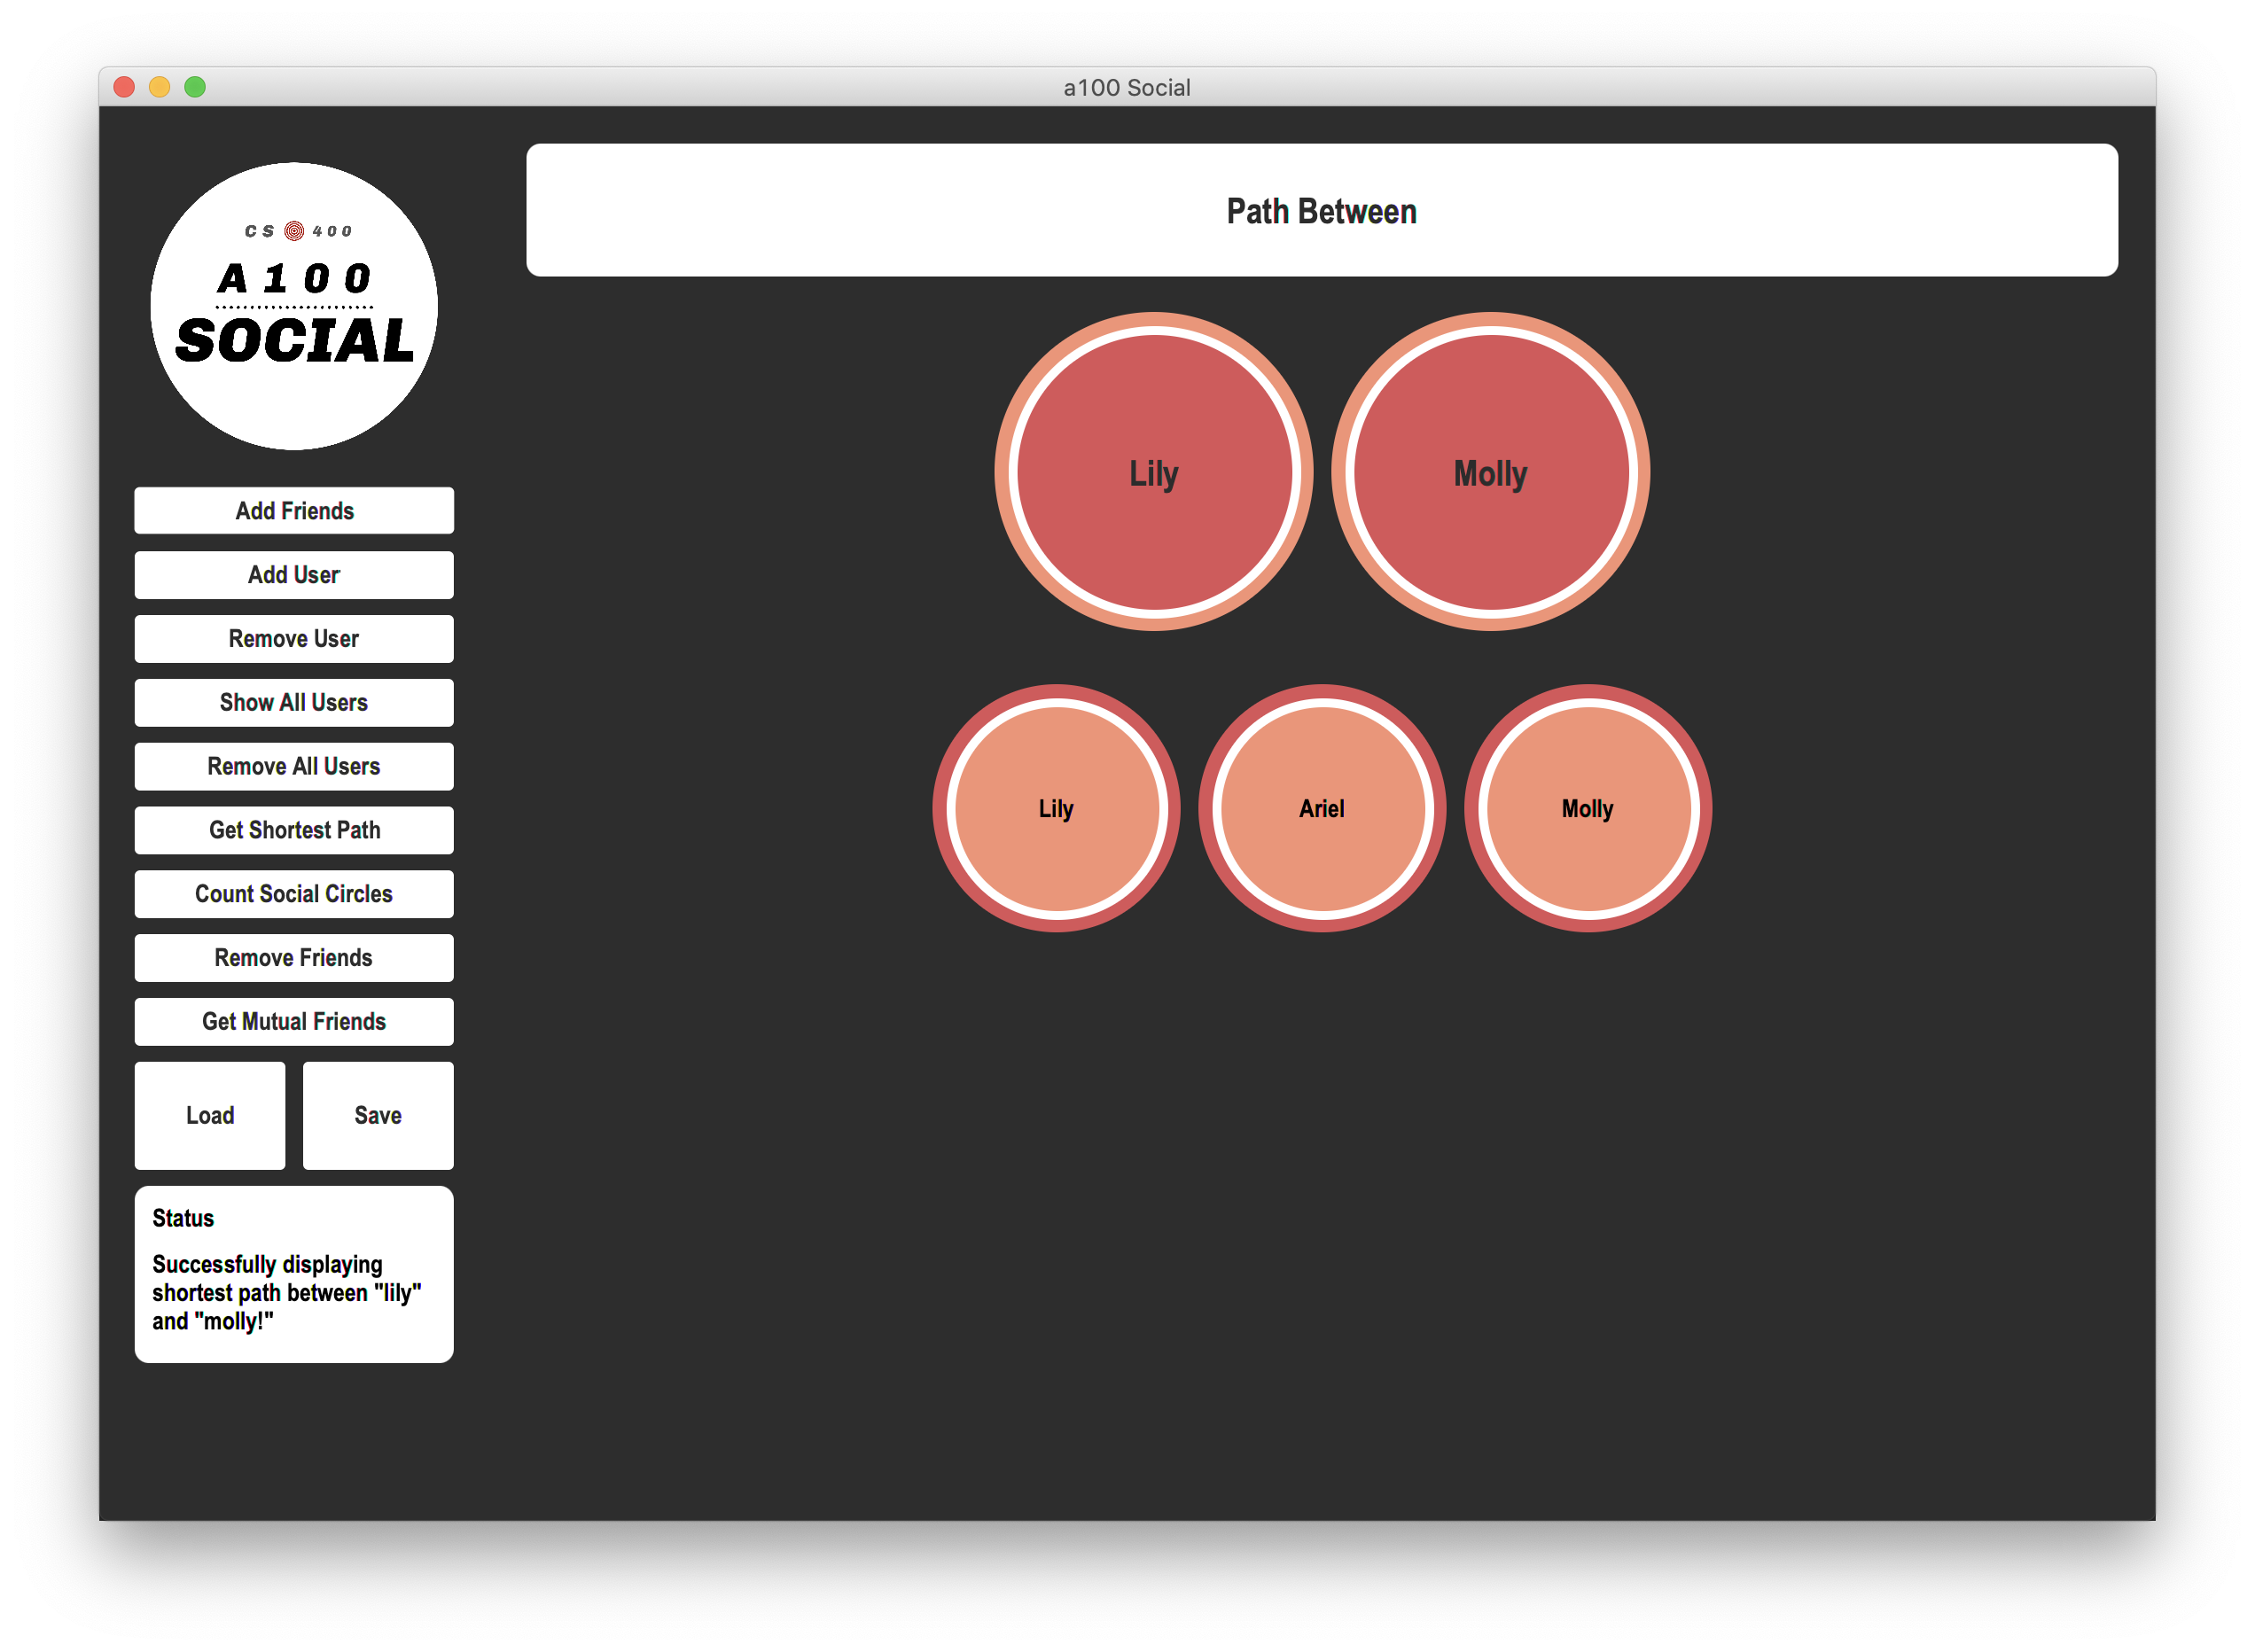 a100 Social
CS 400
A100
SOCIAL
Add Friends
Add User
Remove User
Show All Users
Remove All Users
Get Shortest Path
Count Social Circles
Remove Friends
Get Mutual Friends
Load
Save
Status
Successfully displaying
shortest path between "lily"
and "molly!"
Path Between
Lily
Molly
Lily
Ariel
Molly